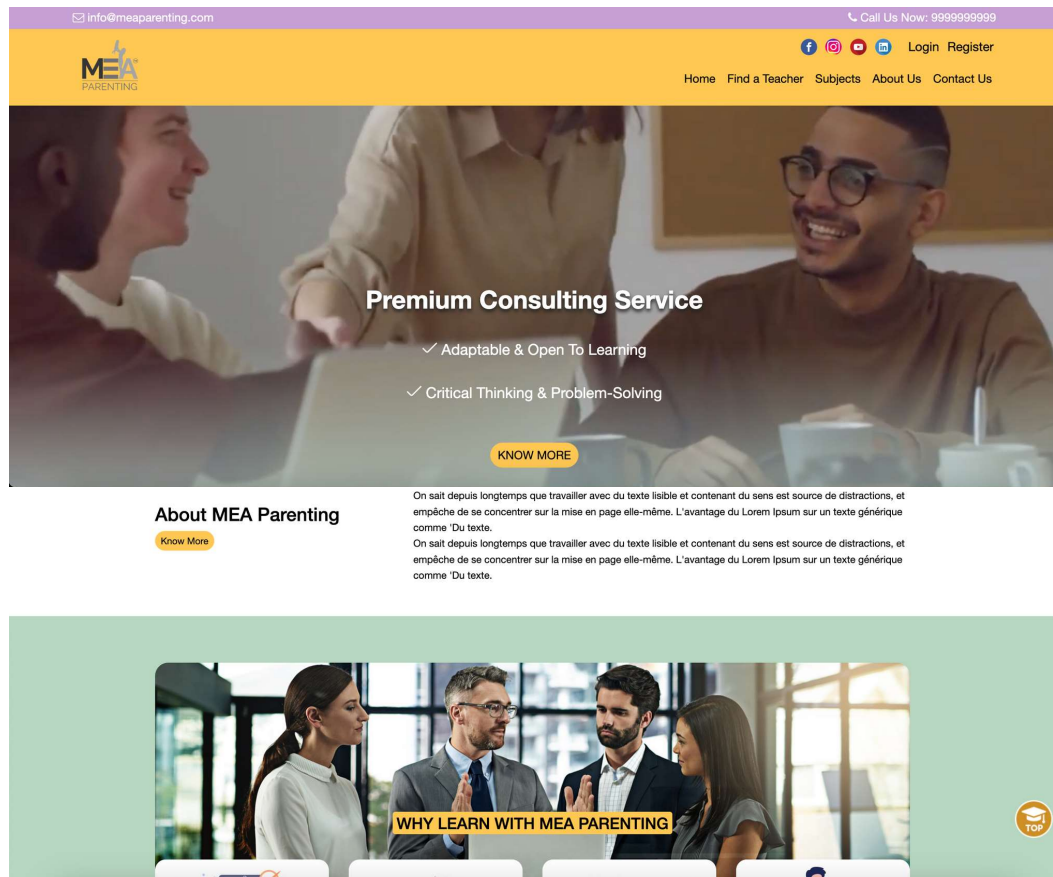 info@meaparenting.com
Call Us Now: 9999999999
MEA
PARENTING
Login Register
Home Find a Teacher Subjects About Us Contact Us
Premium Consulting Service
Adaptable & Open To Learning
Critical Thinking & Problem-Solving
KNOW MORE
About MEA Parenting
Know More
On sait depuis longtemps que travailler avec du texte lisible et contenant du sens est source de distractions, et
empêche de se concentrer sur la mise en page elle-même. L'avantage du Lorem Ipsum sur un texte générique
comme 'Du texte.
On sait depuis longtemps que travailler avec du texte lisible et contenant du sens est source de distractions, et
empêche de se concentrer sur la mise en page elle-même. L'avantage du Lorem Ipsum sur un texte générique
comme 'Du texte.
WHY LEARN WITH MEA PARENTING
TOP